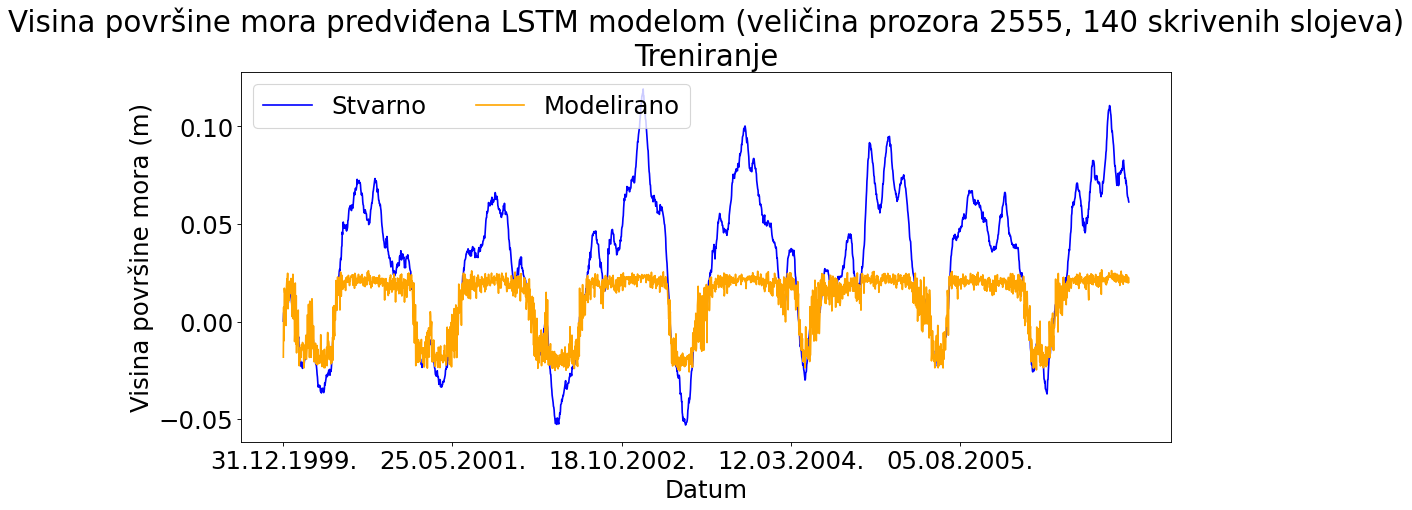 Visina površine mora predviđena LSTM modelom (veličina prozora 2555, 140 skrivenih slojeva)
Treniranje
Stvarno Modelirano
Visina površine mora (m)
0.10
0.05
0.00
−0.05
31.12.1999. 25.05.2001. 18.10.2002. 12.03.2004. 05.08.2005.
Datum